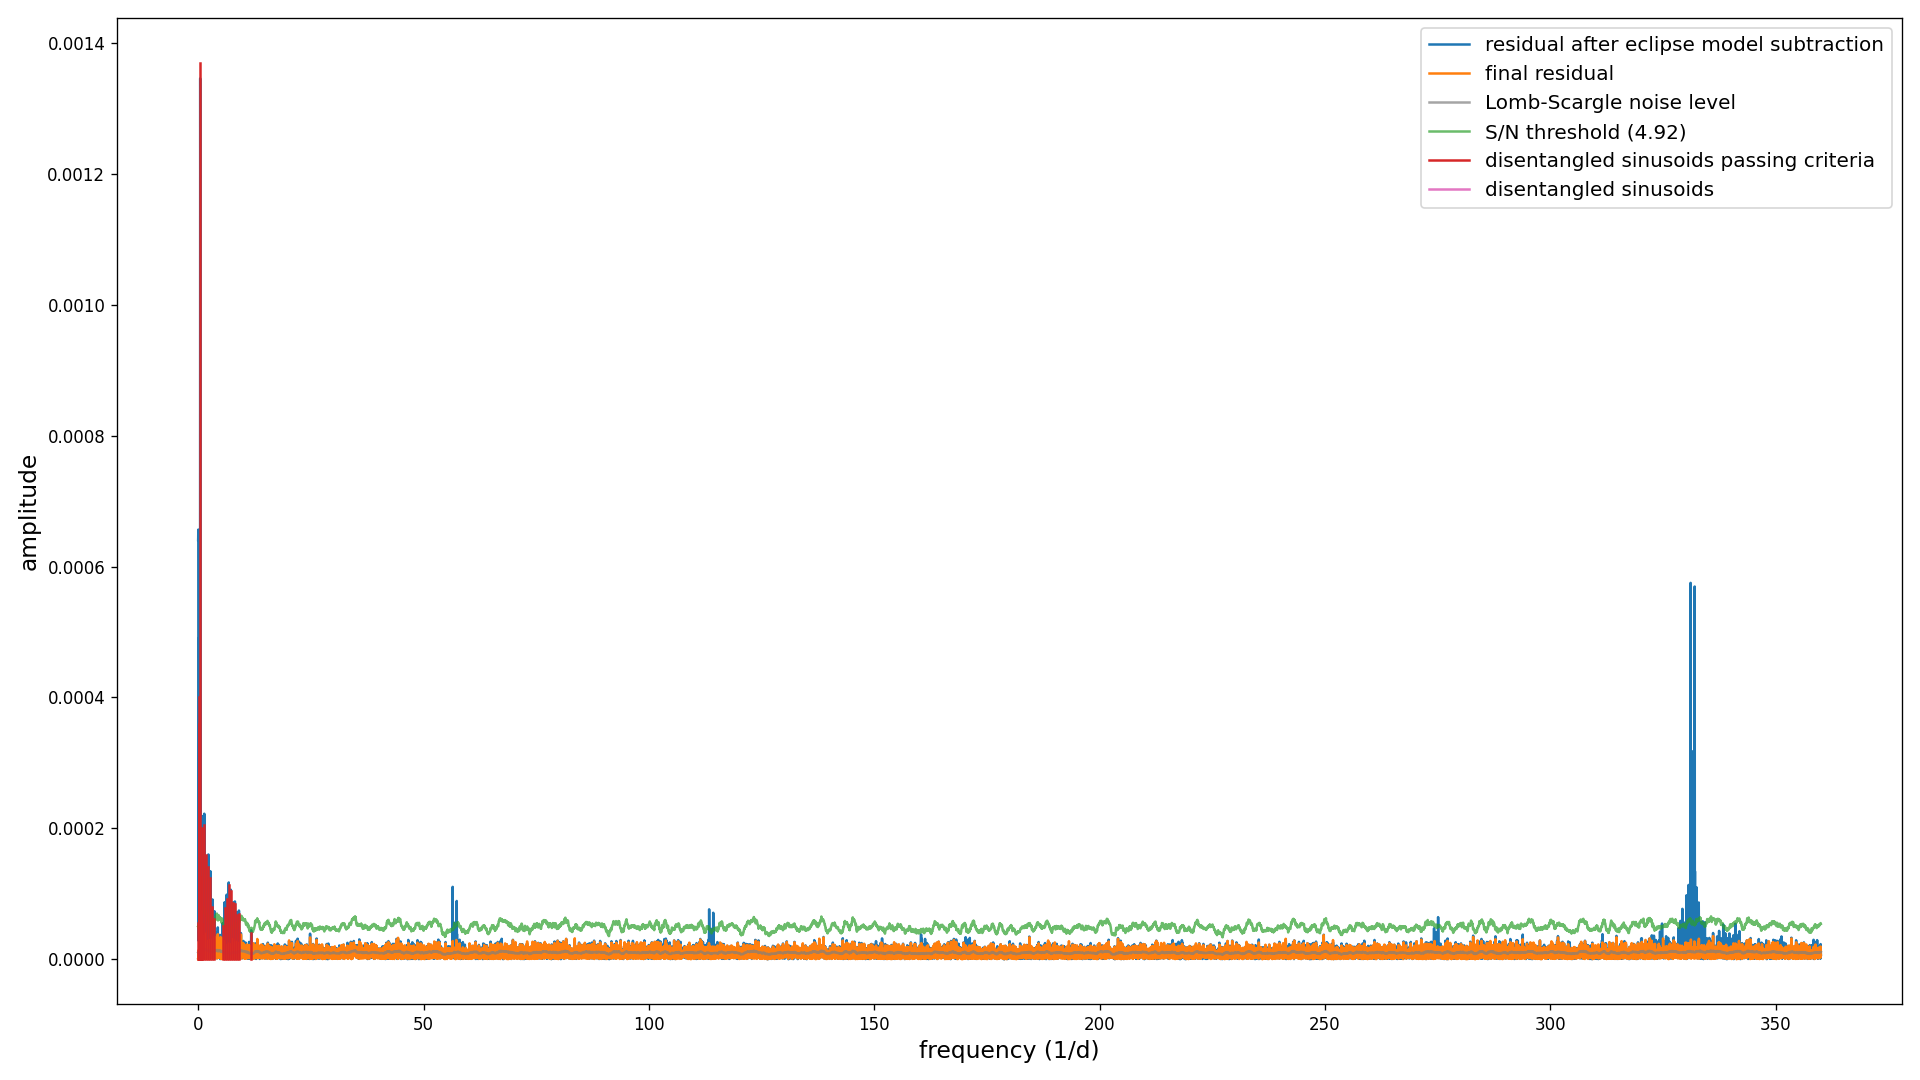 residual after eclipse model subtraction
final residual
Lomb-Scargle noise level
S/N threshold (4.92)
disentangled sinusoids passing criteria
disentangled sinusoids
amplitude
0.0014
0.0012
0.0010
0.0008
0.0006
0.0004
0.0002
0.0000
0 50 100 150 200 250 300 350
frequency (1/d)